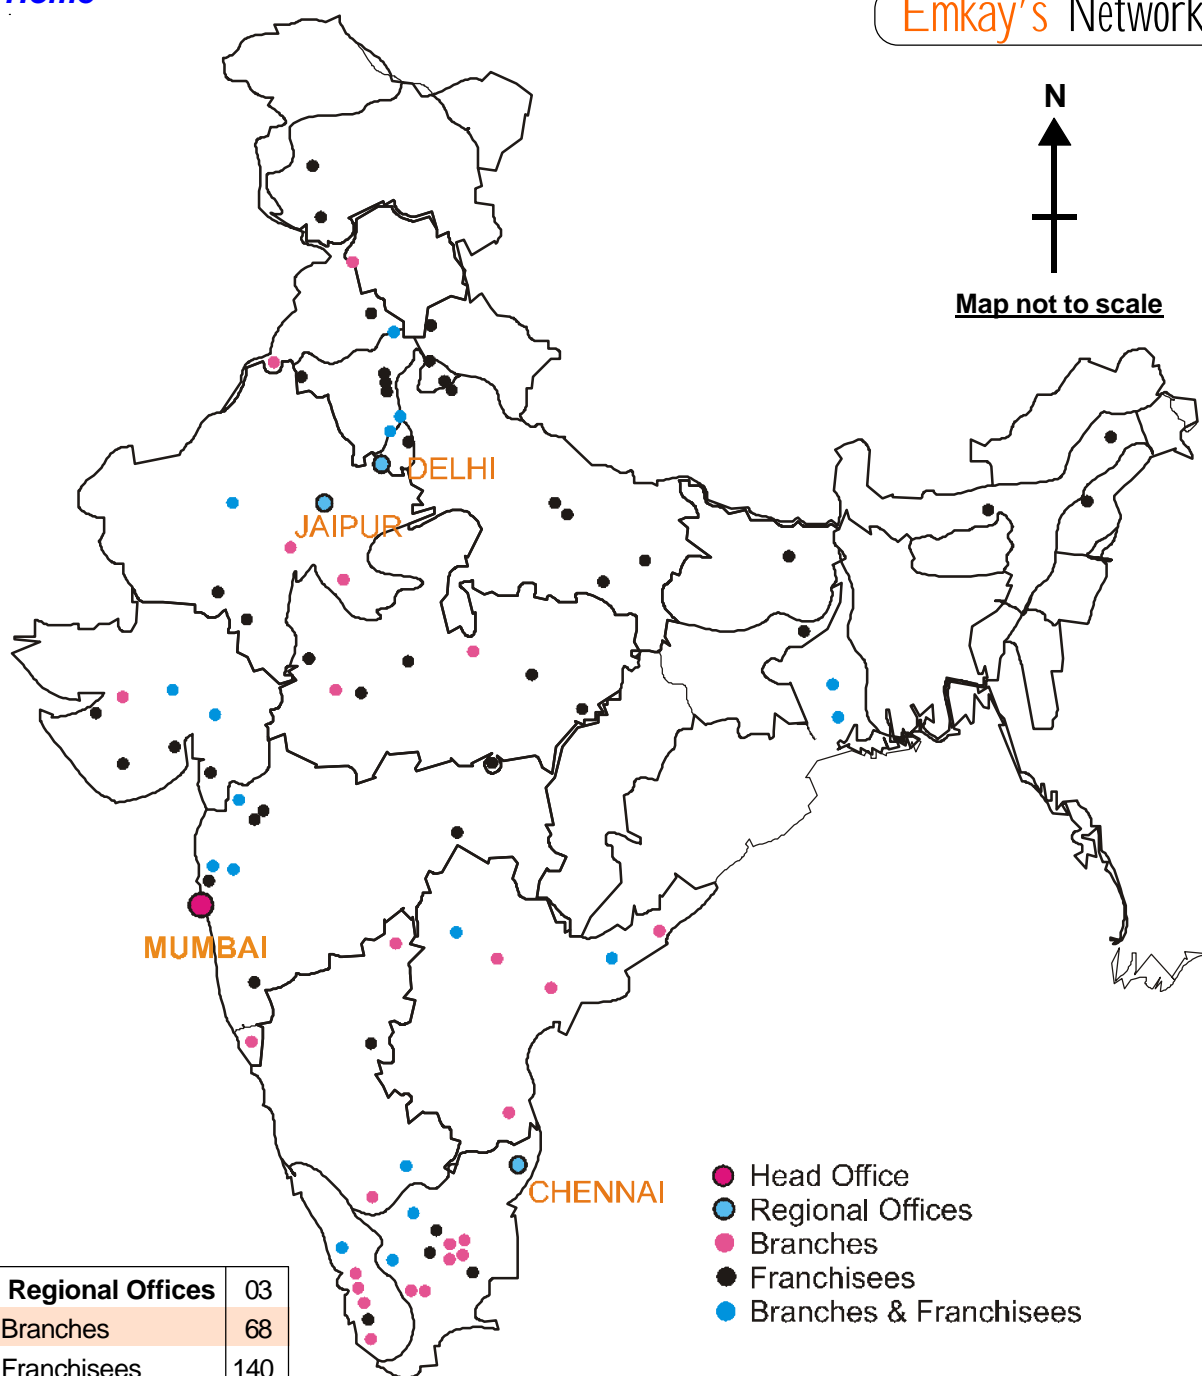 Home
Emkay's Network
N
Map not to scale
DELHI
JAIPUR
MUMBAI
CHENNAI
Head Office
Regional Offices
Branches
Franchisees
Branches & Franchisees
Regional Offices 03
Branches 68
Franchisees 140